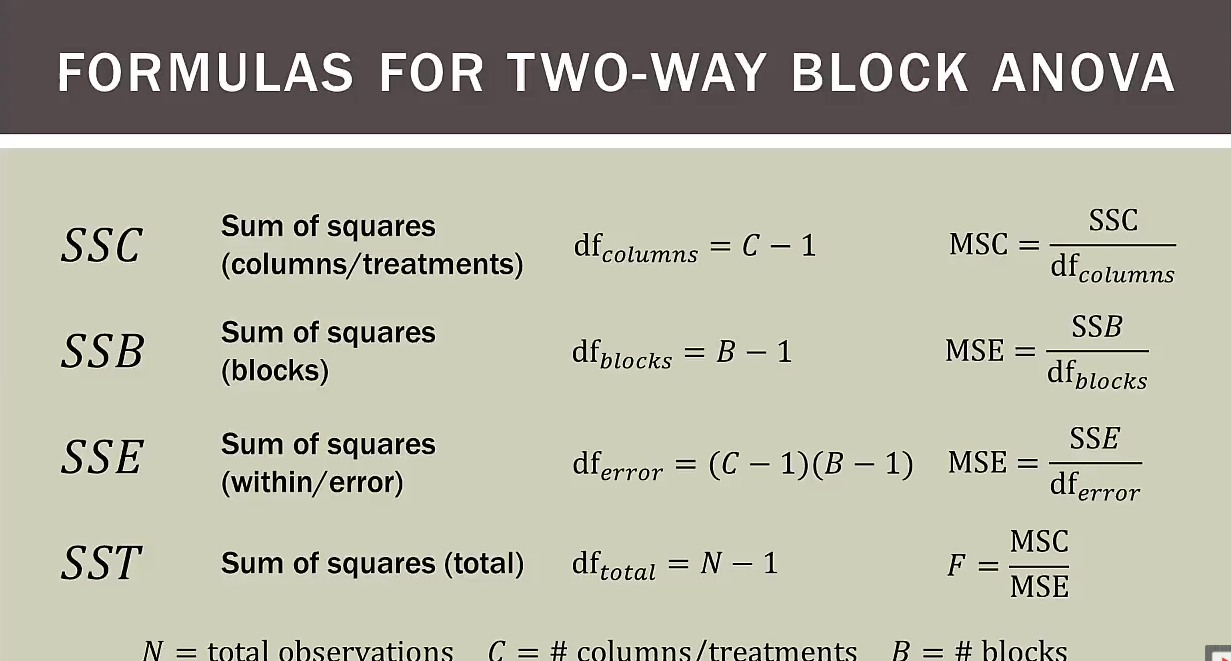 FORMULAS FOR TWO-WAY BLOCK ANOVA
SSC Sum of squares (columns/treatments) df_columns = C − 1 MSC = SSC / df_columns
SSB Sum of squares (blocks) df_blocks = B − 1 MSE = SSB / df_blocks
SSE Sum of squares (within/error) df_error = (C − 1)(B − 1) MSE = SSE / df_error
SST Sum of squares (total) df_total = N − 1 F = MSC / MSE
N = total observations C = # columns/treatments B = # blocks